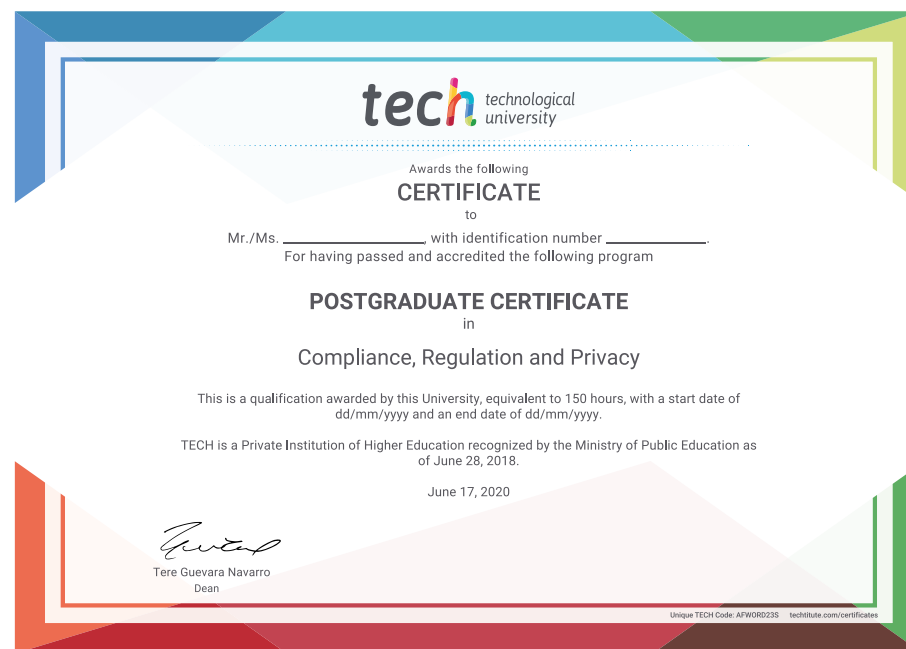 tech technological
university
Awards the following
CERTIFICATE
to
Mr./Ms. ____________________, with identification number ______________.
For having passed and accredited the following program
POSTGRADUATE CERTIFICATE
in
Compliance, Regulation and Privacy
This is a qualification awarded by this University, equivalent to 150 hours, with a start date of
dd/mm/yyyy and an end date of dd/mm/yyyy.
TECH is a Private Institution of Higher Education recognized by the Ministry of Public Education as
of June 28, 2018.
June 17, 2020
Tere Guevara Navarro
Dean
Unique TECH Code: AFWORD23S techtitute.com/certificates